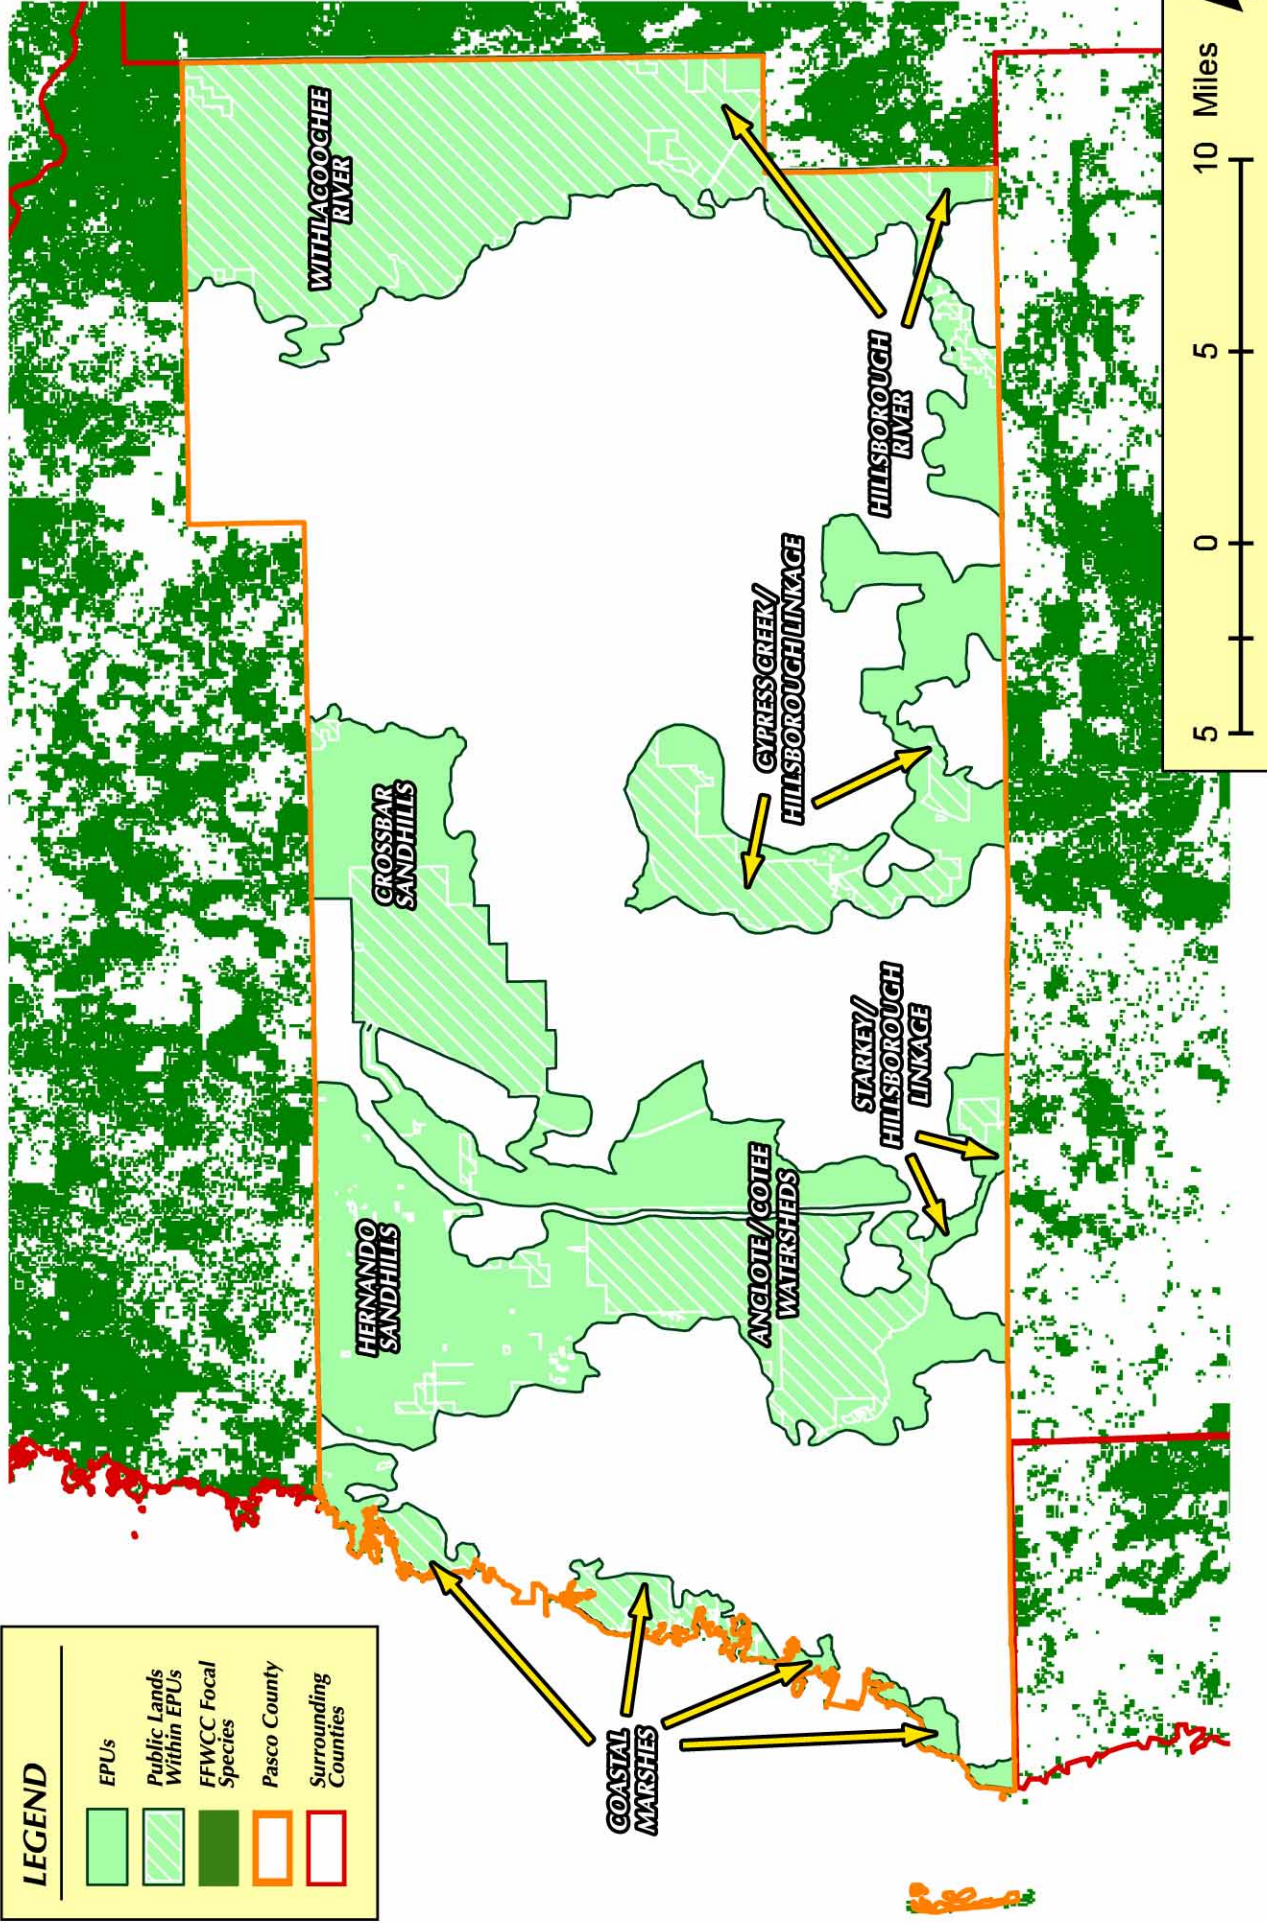 LEGEND
EPUs
Public Lands
Within EPUs
FFWCC Focal
Species
Pasco County
Surrounding
Counties
COASTAL
MARSHES
HERNANDO
SANDHILLS
CROSSBAR
SANDHILLS
WITHLACOOCHEE
RIVER
ANCLOTE / COTEE
WATERSHEDS
STARKEY /
HILLSBOROUGH
LINKAGE
CYPRESS CREEK /
HILLSBOROUGH LINKAGE
HILLSBOROUGH
RIVER
5 0 5 10 Miles